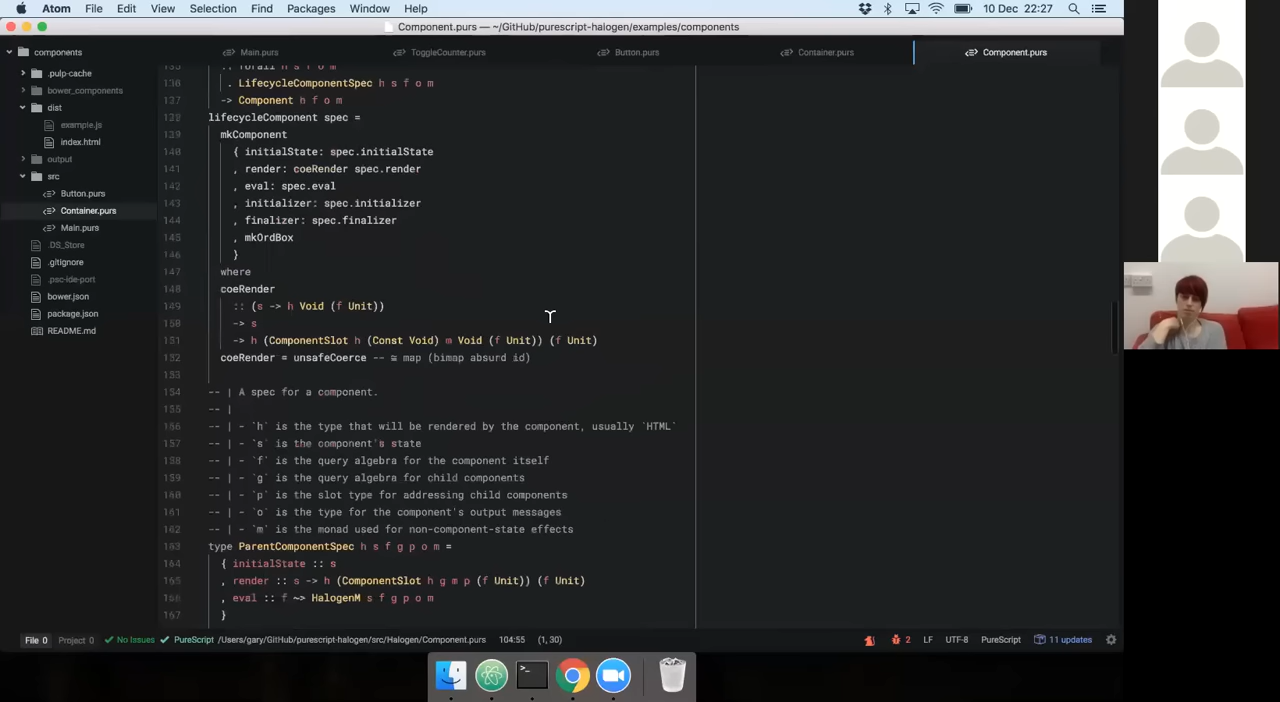 Atom File Edit View Selection Find Packages Window Help 10 Dec 22:27
Component.purs — ~/GitHub/purescript-halogen/examples/components
components
Main.purs ToggleCounter.purs Button.purs Container.purs Component.purs
.pulp-cache
bower_components
dist
example.js
index.html
output
src
Button.purs
Container.purs
Main.purs
.DS_Store
.gitignore
.psc-ide-port
bower.json
package.json
README.md
:: forall h s f o m
136 . LifecycleComponentSpec h s f o m
137 -> Component h f o m
138 lifecycleComponent spec =
139 mkComponent
140 { initialState: spec.initialState
141 , render: coeRender spec.render
142 , eval: spec.eval
143 , initializer: spec.initializer
144 , finalizer: spec.finalizer
145 , mkOrdBox
146 }
147 where
148 coeRender
149 :: (s -> h Void (f Unit))
150 -> s
151 -> h (ComponentSlot h (Const Void) m Void (f Unit)) (f Unit)
152 coeRender = unsafeCoerce -- ≅ map (bimap absurd id)
153
154 -- | A spec for a component.
155 -- |
156 -- | - `h` is the type that will be rendered by the component, usually `HTML`
157 -- | - `s` is the component's state
158 -- | - `f` is the query algebra for the component itself
159 -- | - `g` is the query algebra for child components
160 -- | - `p` is the slot type for addressing child components
161 -- | - `o` is the type for the component's output messages
162 -- | - `m` is the monad used for non-component-state effects
163 type ParentComponentSpec h s f g p o m =
164 { initialState :: s
165 , render :: s -> h (ComponentSlot h g m p (f Unit)) (f Unit)
166 , eval :: f ~> HalogenM s f g p o m
167 }
File 0 Project 0 No Issues PureScript /Users/gary/GitHub/purescript-halogen/src/Halogen/Component.purs 104:55 (1, 30) 2 LF UTF-8 PureScript 11 updates